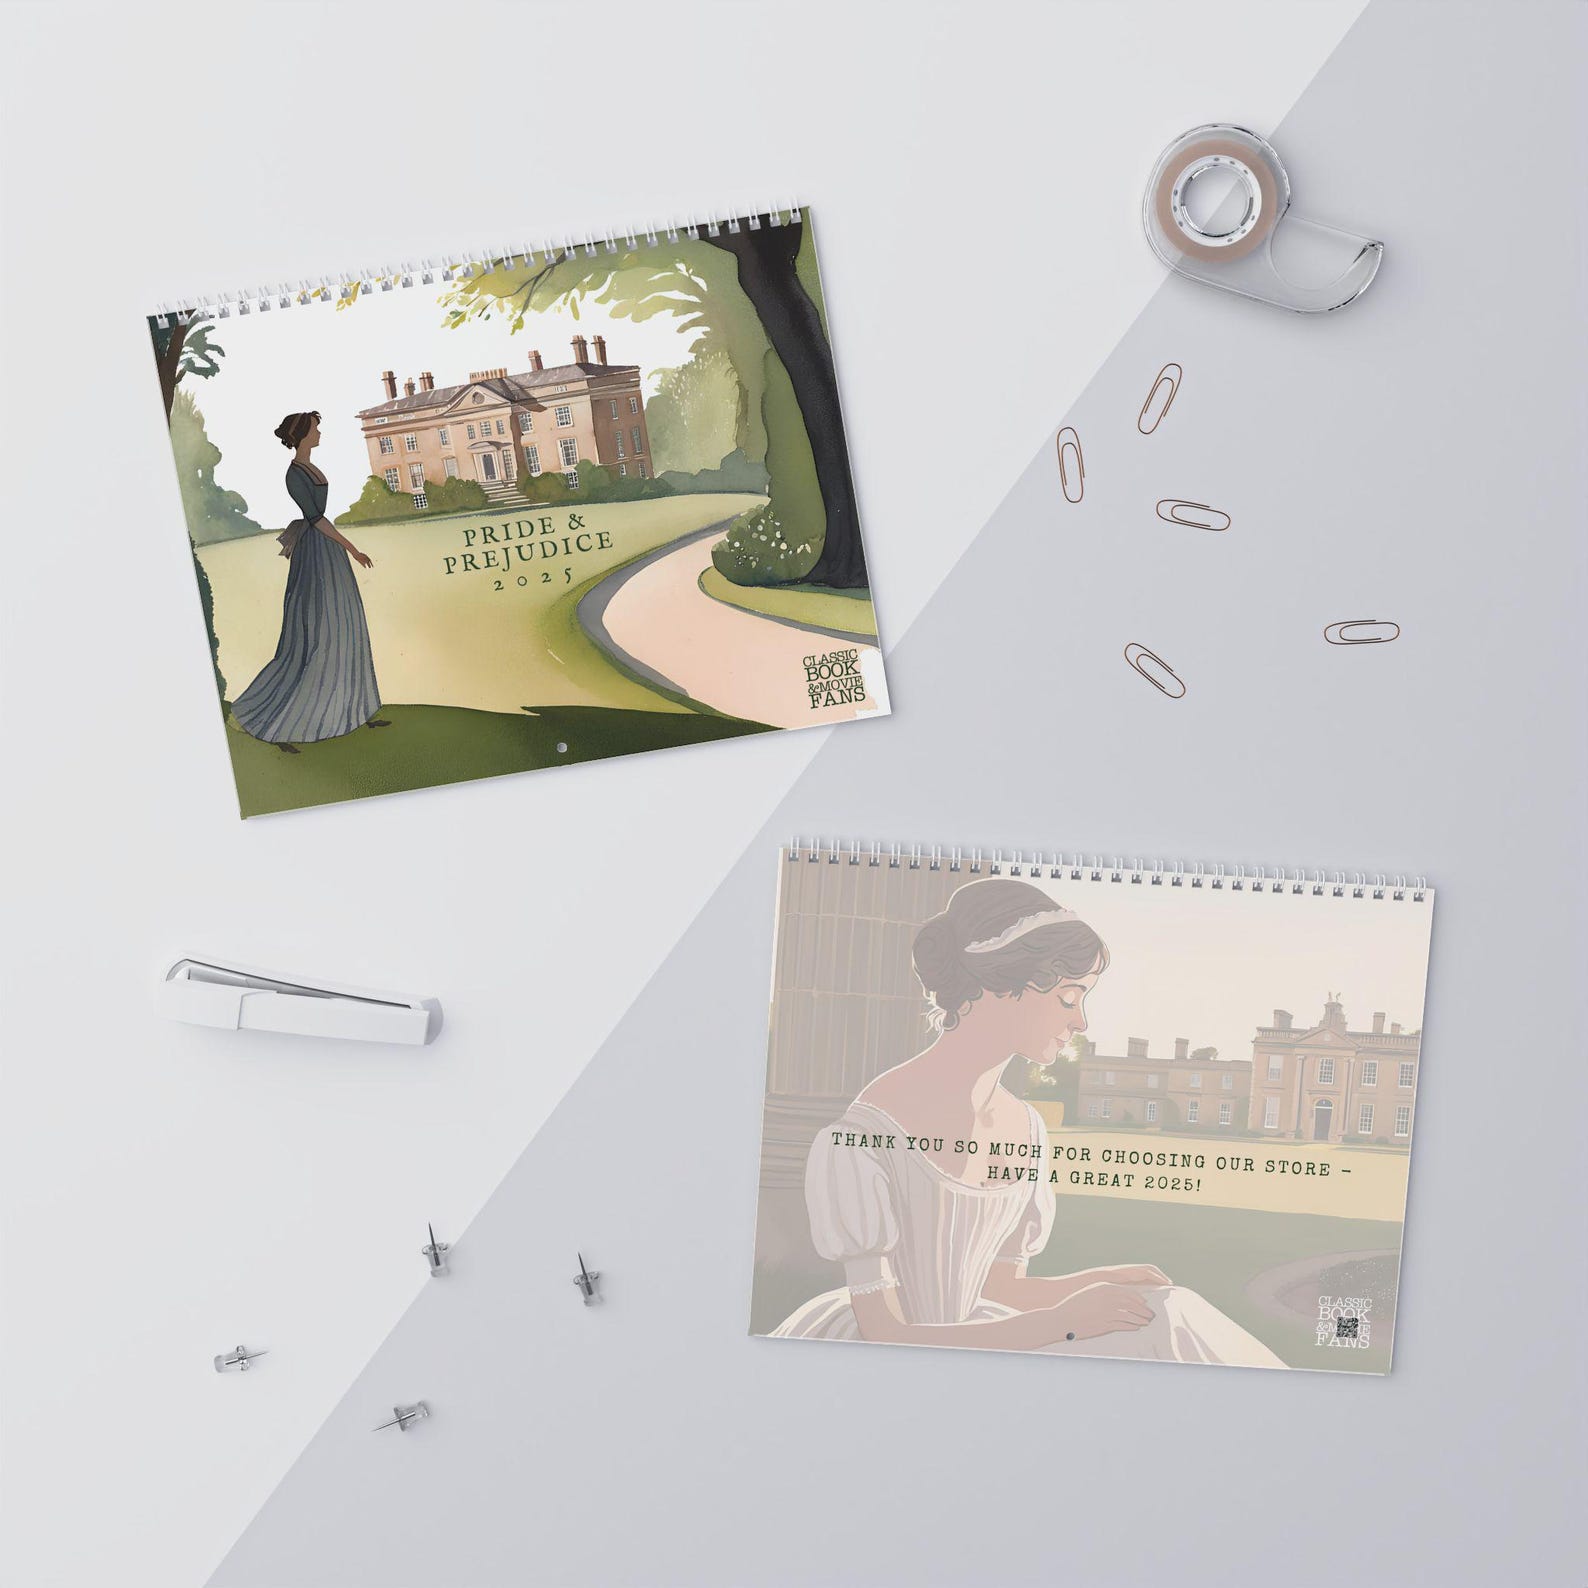 PRIDE &
PREJUDICE
2025
CLASSIC
BOOK
&MOVIE
FANS
THANK YOU SO MUCH FOR CHOOSING OUR STORE –
HAVE A GREAT 2025!
CLASSIC
BOOK
FANS